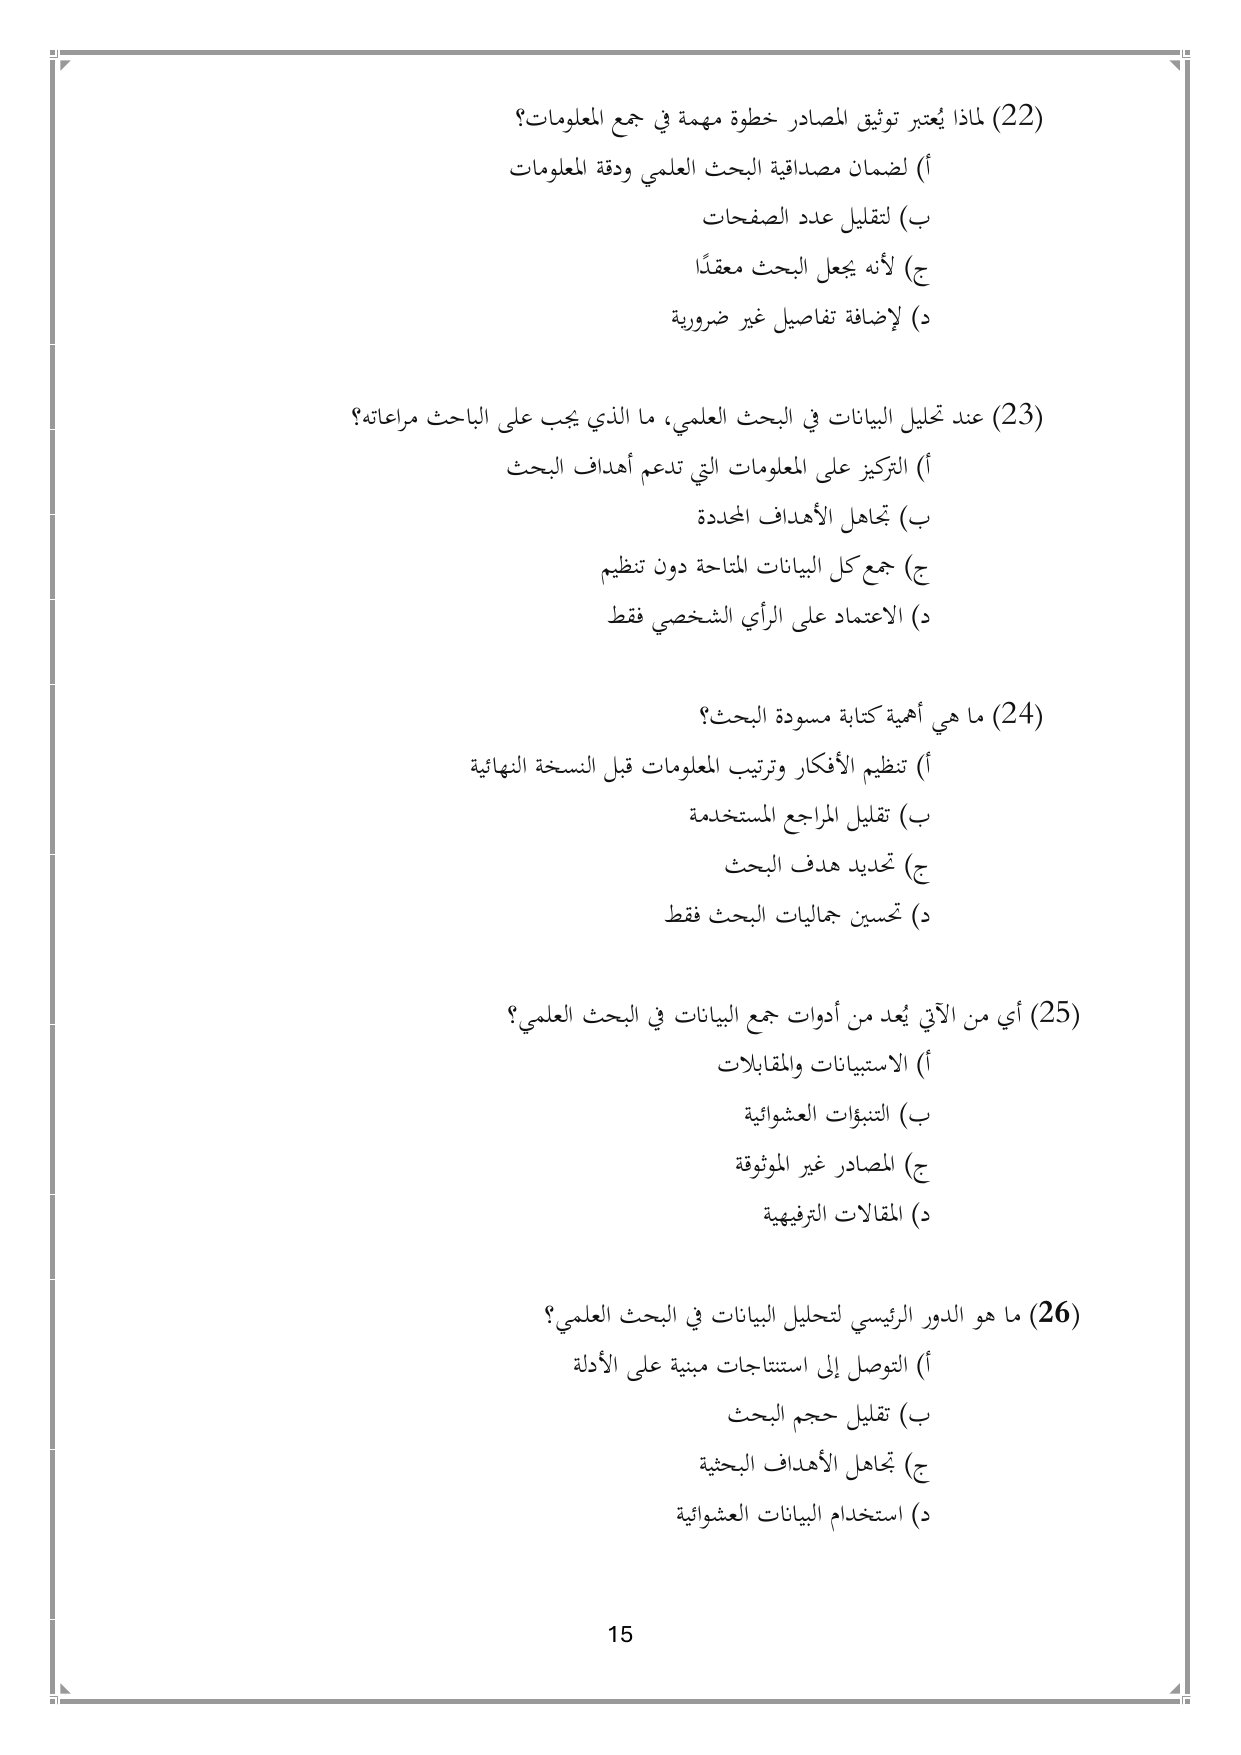 (22) لماذا يُعتبر توثيق المصادر خطوة مهمة في جمع المعلومات؟
أ) لضمان مصداقية البحث العلمي ودقة المعلومات
ب) لتقليل عدد الصفحات
ج) لأنه يجعل البحث معقدًا
د) لإضافة تفاصيل غير ضرورية
(23) عند تحليل البيانات في البحث العلمي، ما الذي يجب على الباحث مراعاته؟
أ) التركيز على المعلومات التي تدعم أهداف البحث
ب) تجاهل الأهداف المحددة
ج) جمع كل البيانات المتاحة دون تنظيم
د) الاعتماد على الرأي الشخصي فقط
(24) ما هي أهمية كتابة مسودة البحث؟
أ) تنظيم الأفكار وترتيب المعلومات قبل النسخة النهائية
ب) تقليل المراجع المستخدمة
ج) تحديد هدف البحث
د) تحسين جماليات البحث فقط
(25) أي من الآتي يُعد من أدوات جمع البيانات في البحث العلمي؟
أ) الاستبيانات والمقابلات
ب) التنبؤات العشوائية
ج) المصادر غير الموثوقة
د) المقالات الترفيهية
(26) ما هو الدور الرئيسي لتحليل البيانات في البحث العلمي؟
أ) التوصل إلى استنتاجات مبنية على الأدلة
ب) تقليل حجم البحث
ج) تجاهل الأهداف البحثية
د) استخدام البيانات العشوائية
15